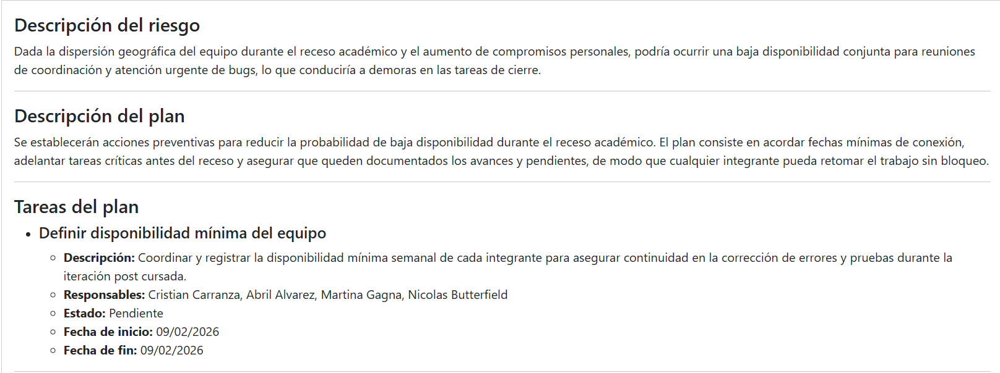 Descripción del riesgo
Dada la dispersión geográfica del equipo durante el receso académico y el aumento de compromisos personales, podría ocurrir una baja disponibilidad conjunta para reuniones
de coordinación y atención urgente de bugs, lo que conduciría a demoras en las tareas de cierre.
Descripción del plan
Se establecerán acciones preventivas para reducir la probabilidad de baja disponibilidad durante el receso académico. El plan consiste en acordar fechas mínimas de conexión,
adelantar tareas críticas antes del receso y asegurar que queden documentados los avances y pendientes, de modo que cualquier integrante pueda retomar el trabajo sin bloqueo.
Tareas del plan
• Definir disponibilidad mínima del equipo
○ Descripción: Coordinar y registrar la disponibilidad mínima semanal de cada integrante para asegurar continuidad en la corrección de errores y pruebas durante la
iteración post cursada.
○ Responsables: Cristian Carranza, Abril Alvarez, Martina Gagna, Nicolas Butterfield
○ Estado: Pendiente
○ Fecha de inicio: 09/02/2026
○ Fecha de fin: 09/02/2026